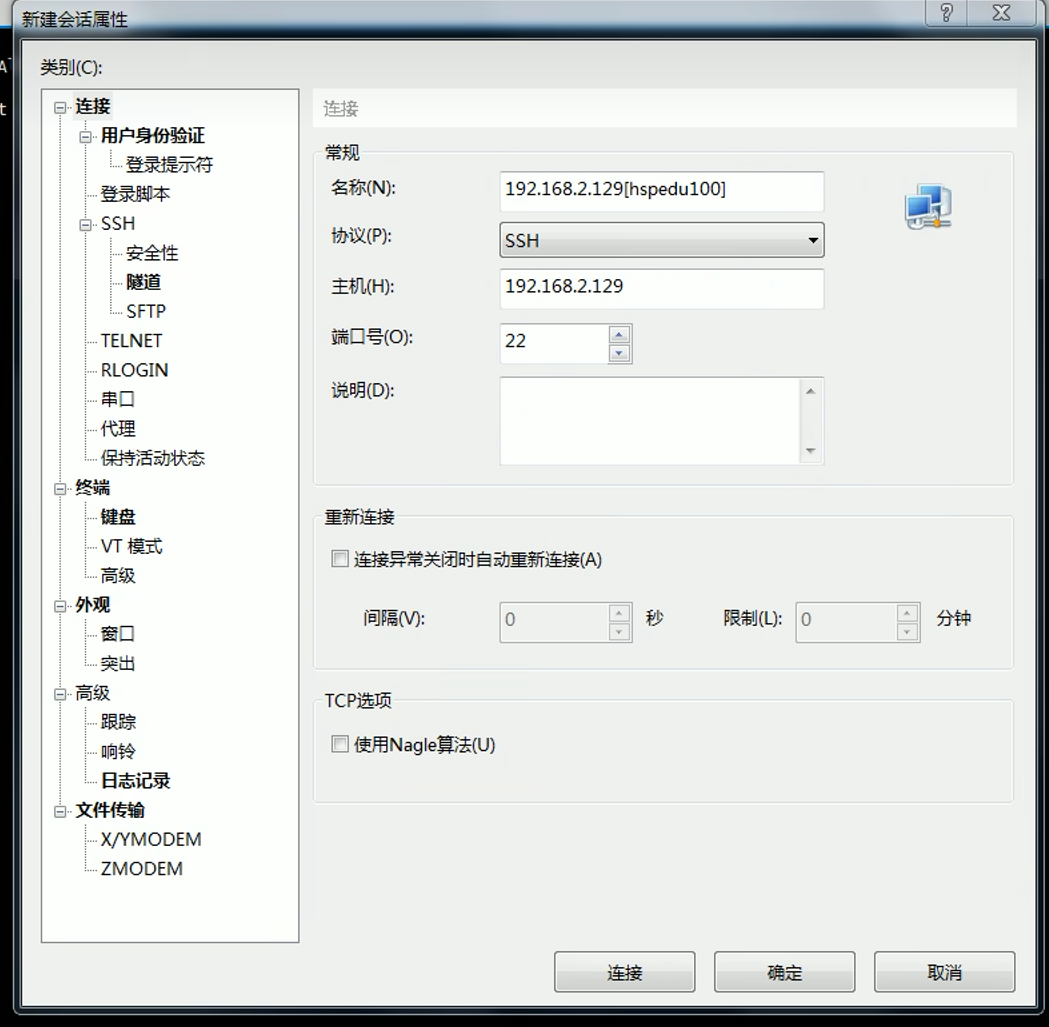 新建会话属性
类别(C):
连接
用户身份验证
登录提示符
登录脚本
SSH
安全性
隧道
SFTP
TELNET
RLOGIN
串口
代理
保持活动状态
终端
键盘
VT 模式
高级
外观
窗口
突出
高级
跟踪
响铃
日志记录
文件传输
X/YMODEM
ZMODEM
连接
常规
名称(N): 192.168.2.129[hspedu100]
协议(P): SSH
主机(H): 192.168.2.129
端口号(O): 22
说明(D):
重新连接
连接异常关闭时自动重新连接(A)
间隔(V): 0 秒 限制(L): 0 分钟
TCP选项
使用Nagle算法(U)
连接 确定 取消